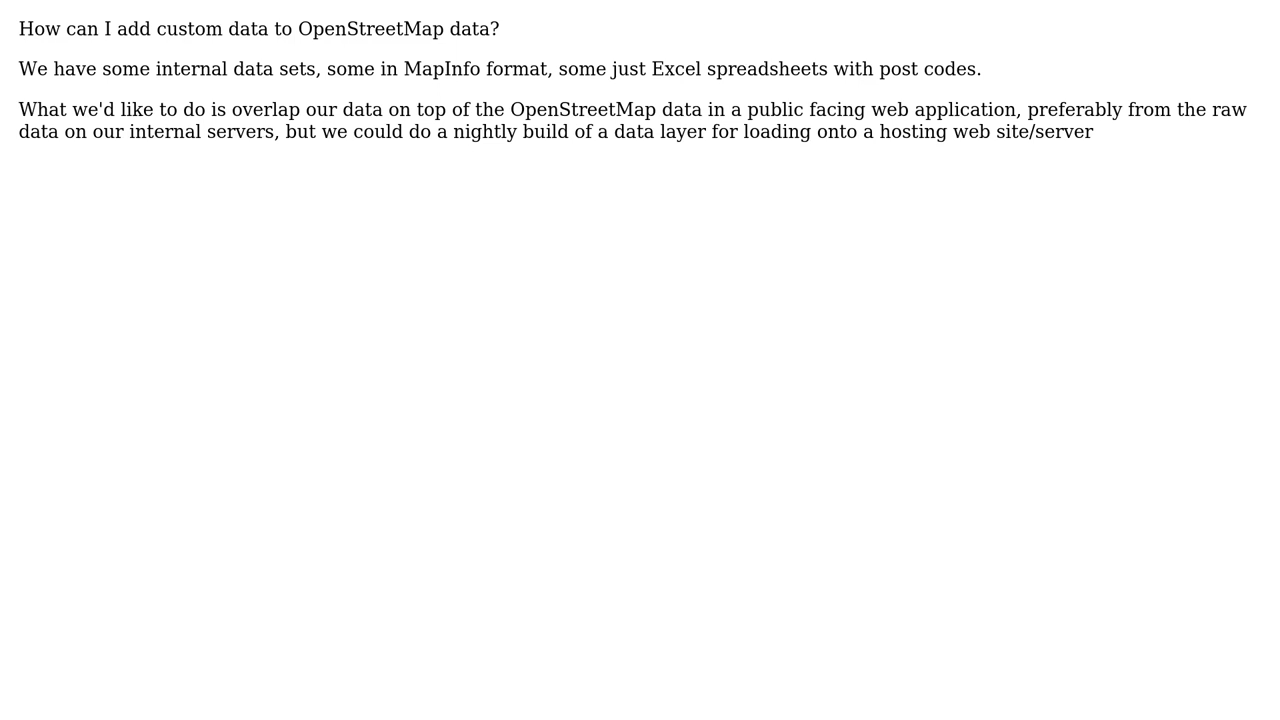 How can I add custom data to OpenStreetMap data?
We have some internal data sets, some in MapInfo format, some just Excel spreadsheets with post codes.
What we'd like to do is overlap our data on top of the OpenStreetMap data in a public facing web application, preferably from the raw
data on our internal servers, but we could do a nightly build of a data layer for loading onto a hosting web site/server